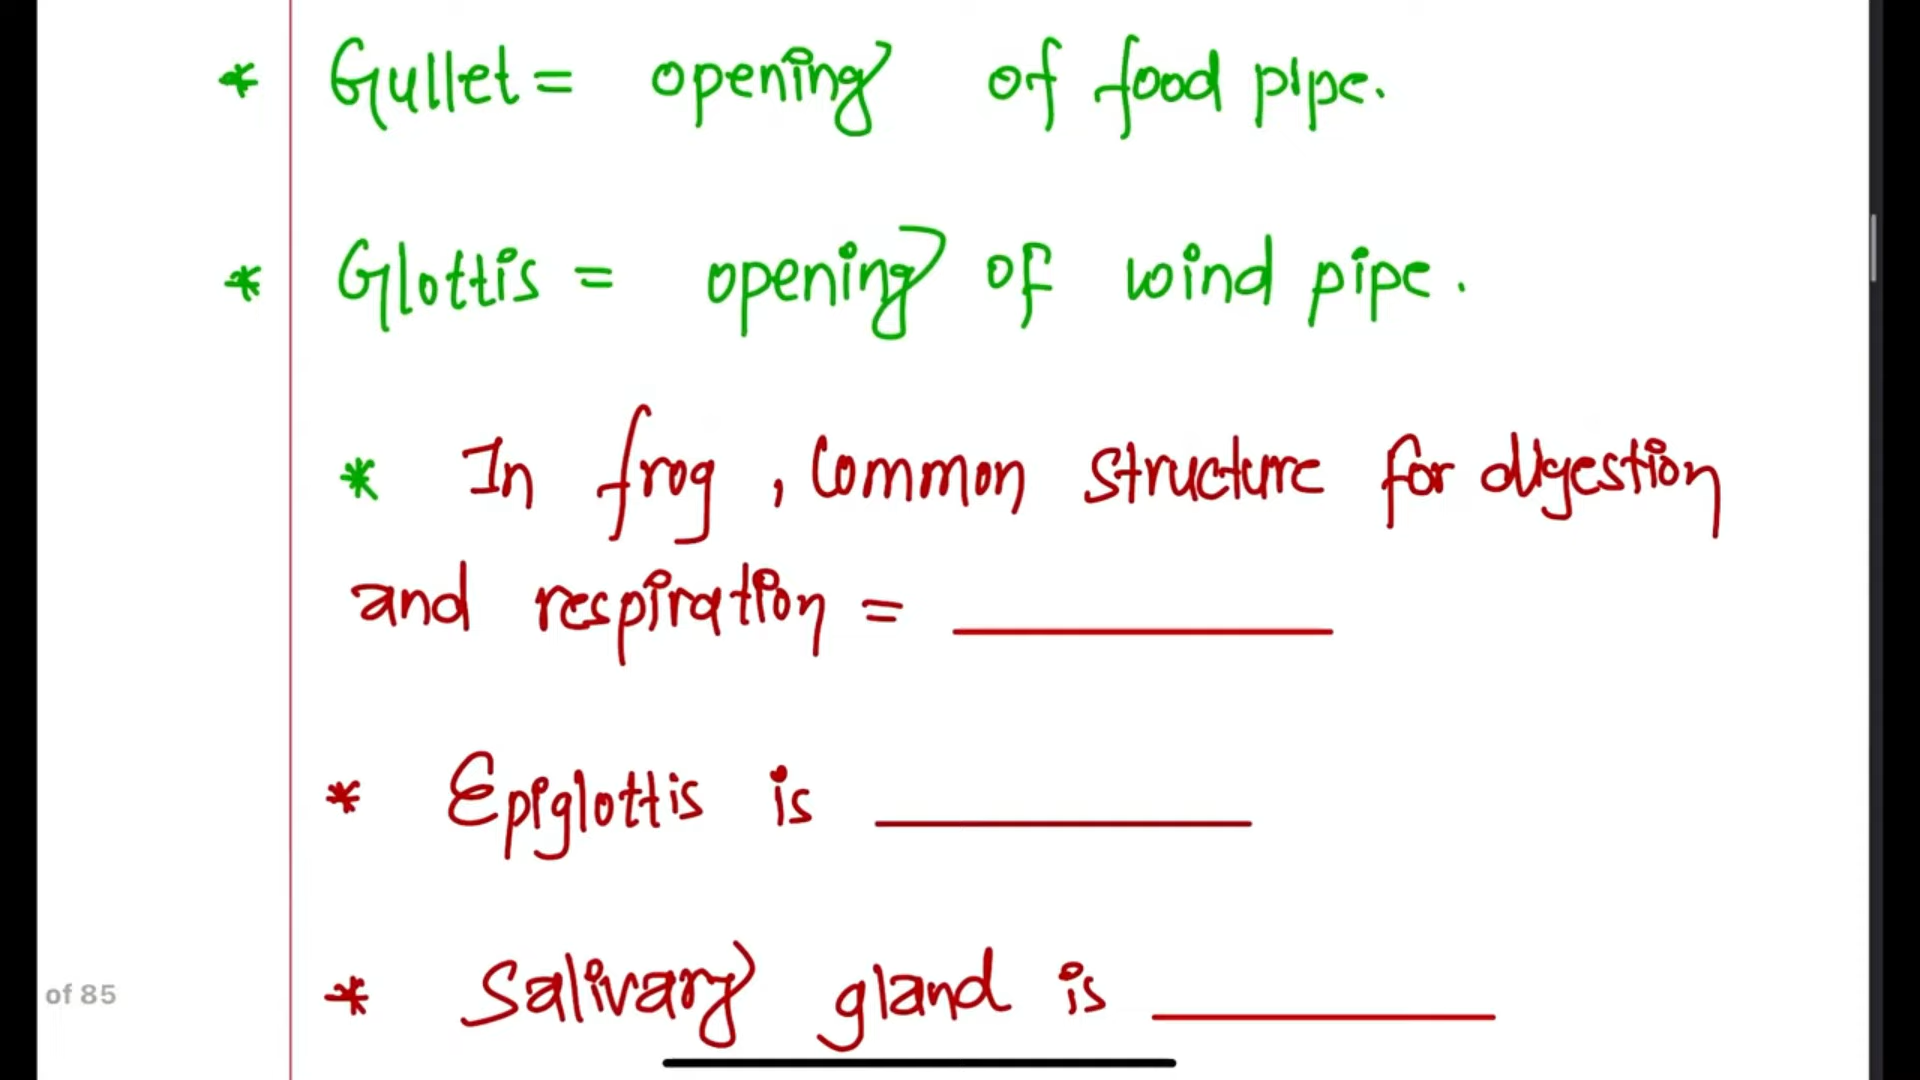 * Gullet = opening of food pipe.
* Glottis = opening of wind pipe.
* In frog, Common structure for digestion
and respiration = ___________
* Epiglottis is ___________
* Salivary gland is ___________
of 85